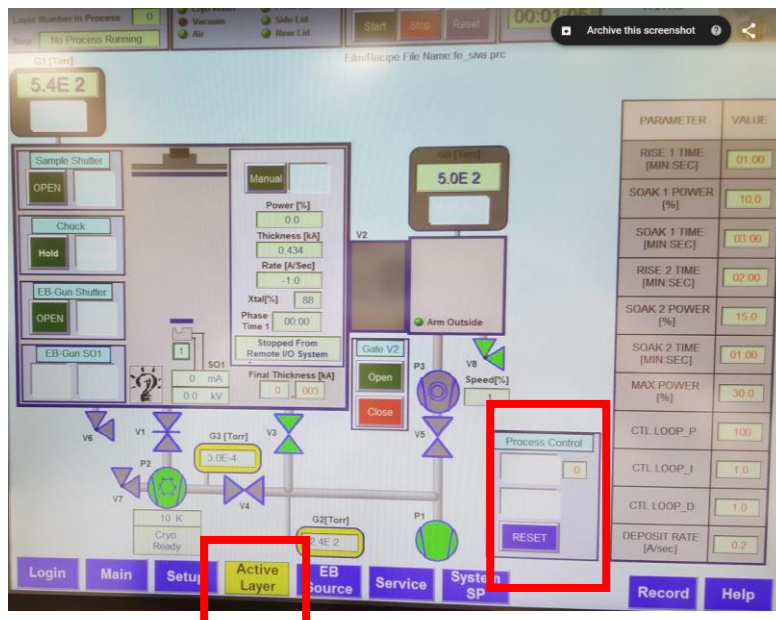 Layer Number in Process 0
Step No Process Running
Vacuum
Air
Side Lid
Rear Lid
Start Stop Reset
00:01:05
Archive this screenshot
Film/Recipe File Name:fe_siva.prc
G1 [Torr]
5.4E 2
Sample Shutter
OPEN
Chuck
Hold
EB-Gun Shutter
OPEN
EB-Gun SO1
Manual
Power [%]
0.0
Thickness [kA]
0.434
Rate [A/Sec]
-1.0
Xtal[%] 88
Phase
Time 1 00:00
Stopped From
Remote I/O System
Final Thickness [kA]
0 . 003
1
SO1
0 mA
0.0 kV
5.0E 2
V2
Arm Outside
Gate V2
Open
Close
P3
V8
Speed[%]
1
V5
V6
V1
V3
G3 [Torr]
3.0E-4
P2
V7
V4
10 K
Cryo
Ready
G2[Torr]
2.4E 2
P1
Process Control
0
RESET
PARAMETER VALUE
RISE 1 TIME
[MIN:SEC] 01:00
SOAK 1 POWER
[%] 10.0
SOAK 1 TIME
[MIN:SEC] 03:00
RISE 2 TIME
[MIN:SEC] 02:00
SOAK 2 POWER
[%] 15.0
SOAK 2 TIME
[MIN:SEC] 01:00
MAX POWER
[%] 30.0
CTL LOOP_P 100
CTL LOOP_I 1.0
CTL LOOP_D 1.0
DEPOSIT RATE
[A/sec] 0.2
Login
Main
Setup
Active
Layer
EB
Source
Service
System
SP
Record
Help